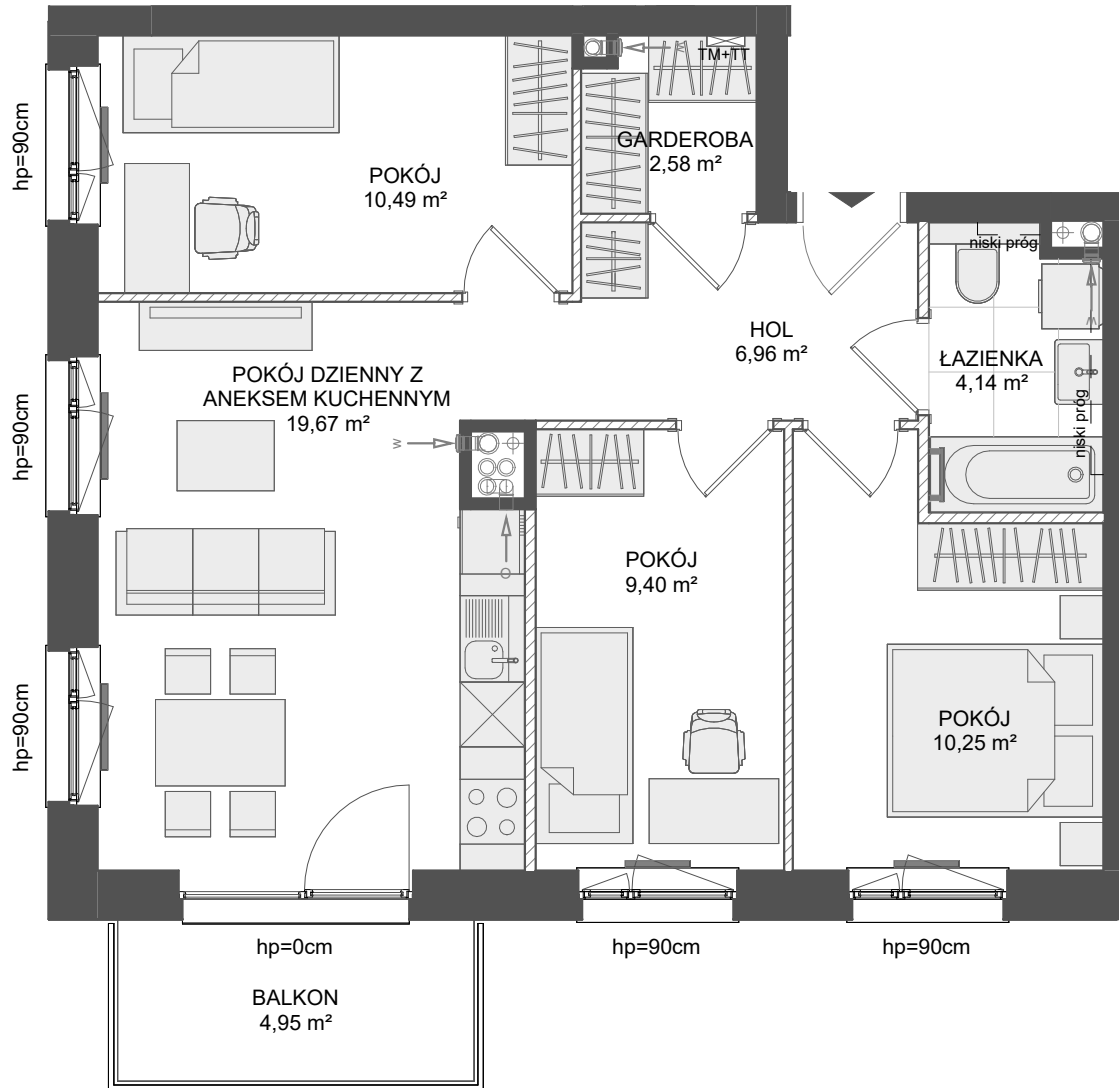 TM+TT
W
GARDEROBA
2,58 m²
hp=90cm
POKÓJ
10,49 m²
niski próg
HOL
6,96 m²
W
ŁAZIENKA
4,14 m²
POKÓJ DZIENNY Z
ANEKSEM KUCHENNYM
19,67 m²
hp=90cm
W
niski próg
O
POKÓJ
9,40 m²
hp=90cm
POKÓJ
10,25 m²
hp=0cm
hp=90cm
hp=90cm
BALKON
4,95 m²